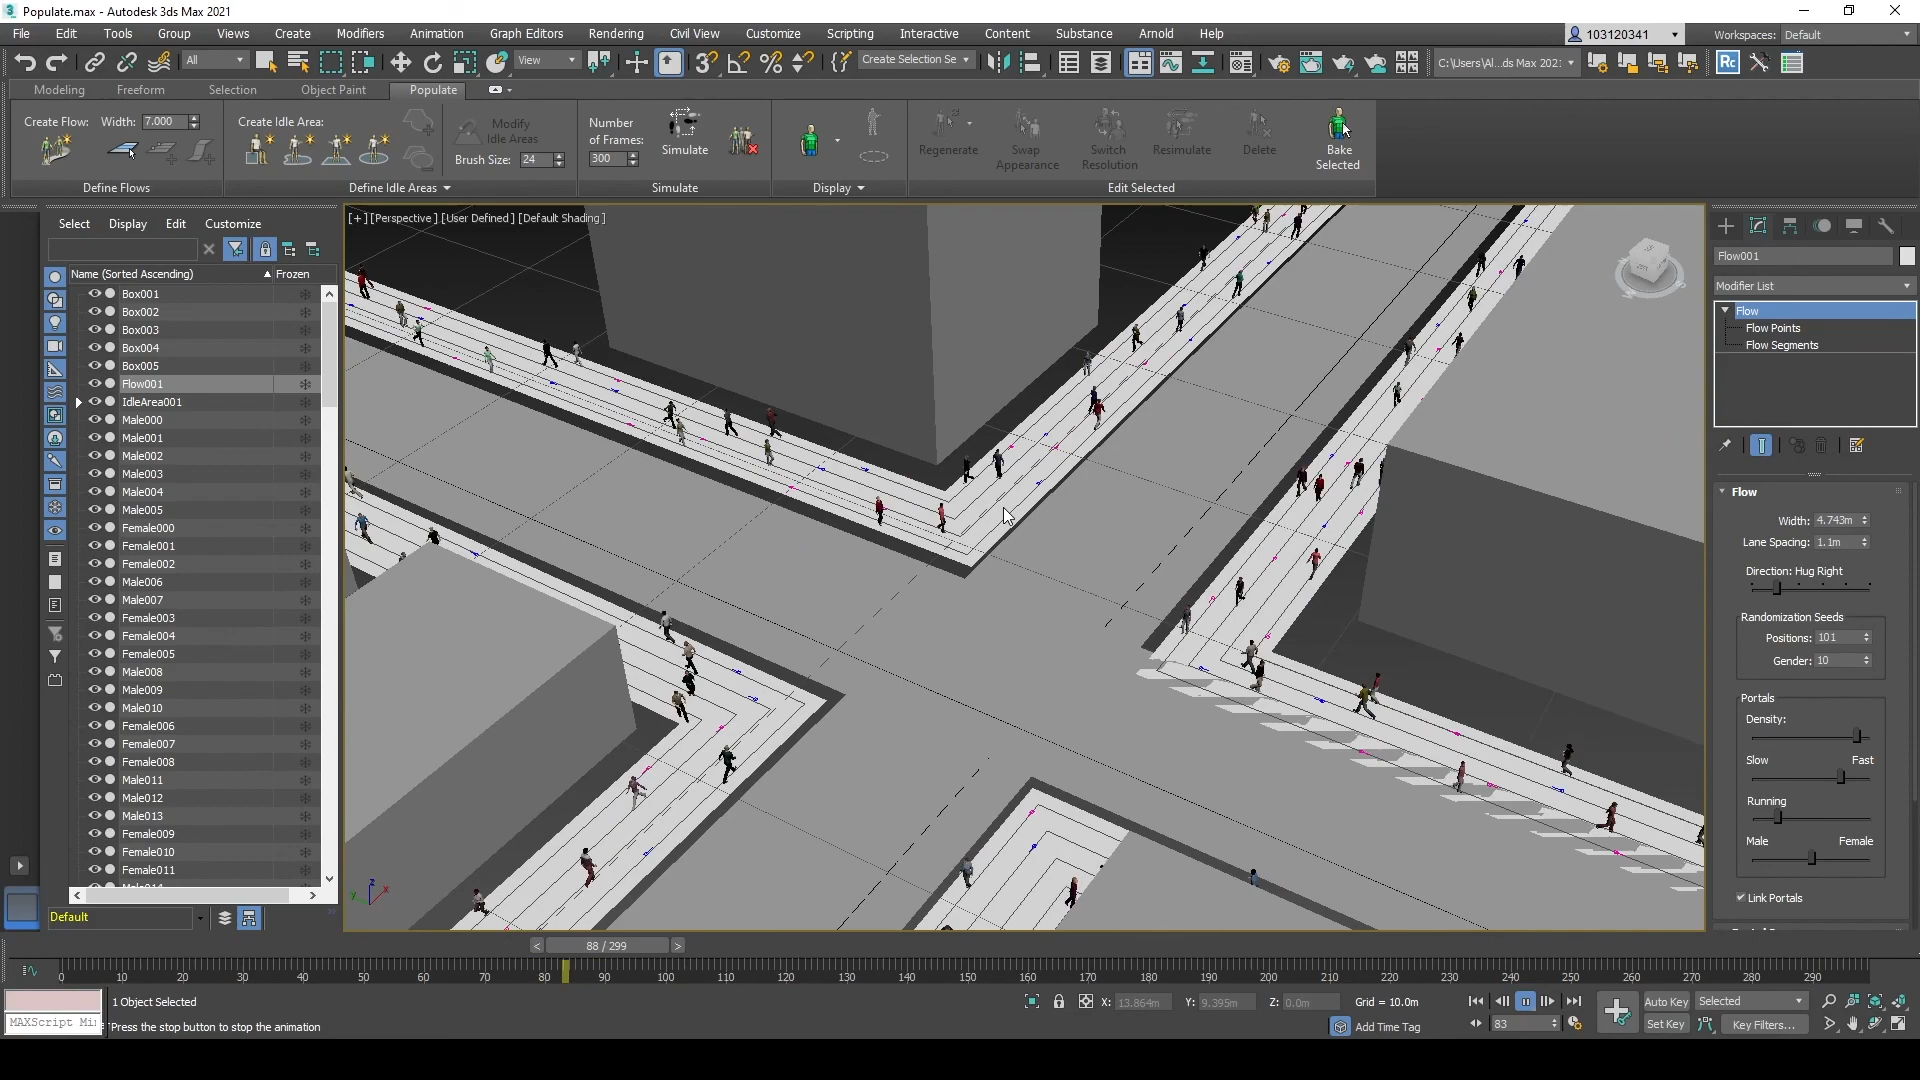 Populate.max - Autodesk 3ds Max 2021
File Edit Tools Group Views Create Modifiers Animation Graph Editors Rendering Civil View Customize Scripting Interactive Content Substance Arnold Help
103120341
Workspaces: Default
All
View
Create Selection Se
C:\Users\Al...ds Max 202:
Rc
Modeling Freeform Selection Object Paint Populate
Create Flow: Width: 7.000
Define Flows
Create Idle Area:
Modify
Idle Areas
Brush Size: 24
Define Idle Areas
Number
of Frames:
300
Simulate
Simulate
Display
Regenerate
Swap
Appearance
Switch
Resolution
Resimulate
Delete
Bake
Selected
Edit Selected
Select Display Edit Customize
Name (Sorted Ascending) Frozen
Box001
Box002
Box003
Box004
Box005
Flow001
IdleArea001
Male000
Male001
Male002
Male003
Male004
Male005
Female000
Female001
Female002
Male006
Male007
Female003
Female004
Female005
Male008
Male009
Male010
Female006
Female007
Female008
Male011
Male012
Male013
Female009
Female010
Female011
Default
[+] [Perspective] [User Defined] [Default Shading]
Flow001
Modifier List
Flow
Flow Points
Flow Segments
Flow
Width: 4.743m
Lane Spacing: 1.1m
Direction: Hug Right
Randomization Seeds
Positions: 101
Gender: 10
Portals
Density:
Slow Fast
Running
Male Female
Link Portals
< 88 / 299 >
0 10 20 30 40 50 60 70 80 90 100 110 120 130 140 150 160 170 180 190 200 210 220 230 240 250 260 270 280 290
1 Object Selected
MAXScript Mi
Press the stop button to stop the animation
X: 13.864m Y: 9.395m Z: 0.0m Grid = 10.0m
Add Time Tag
83
Auto Key Selected
Set Key Key Filters...